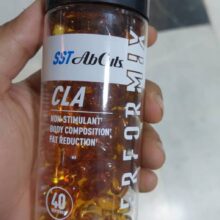 SST AbCuts
CLA
NON-STIMULANT
BODY COMPOSITION
FAT REDUCTION
40
PERFORMIX